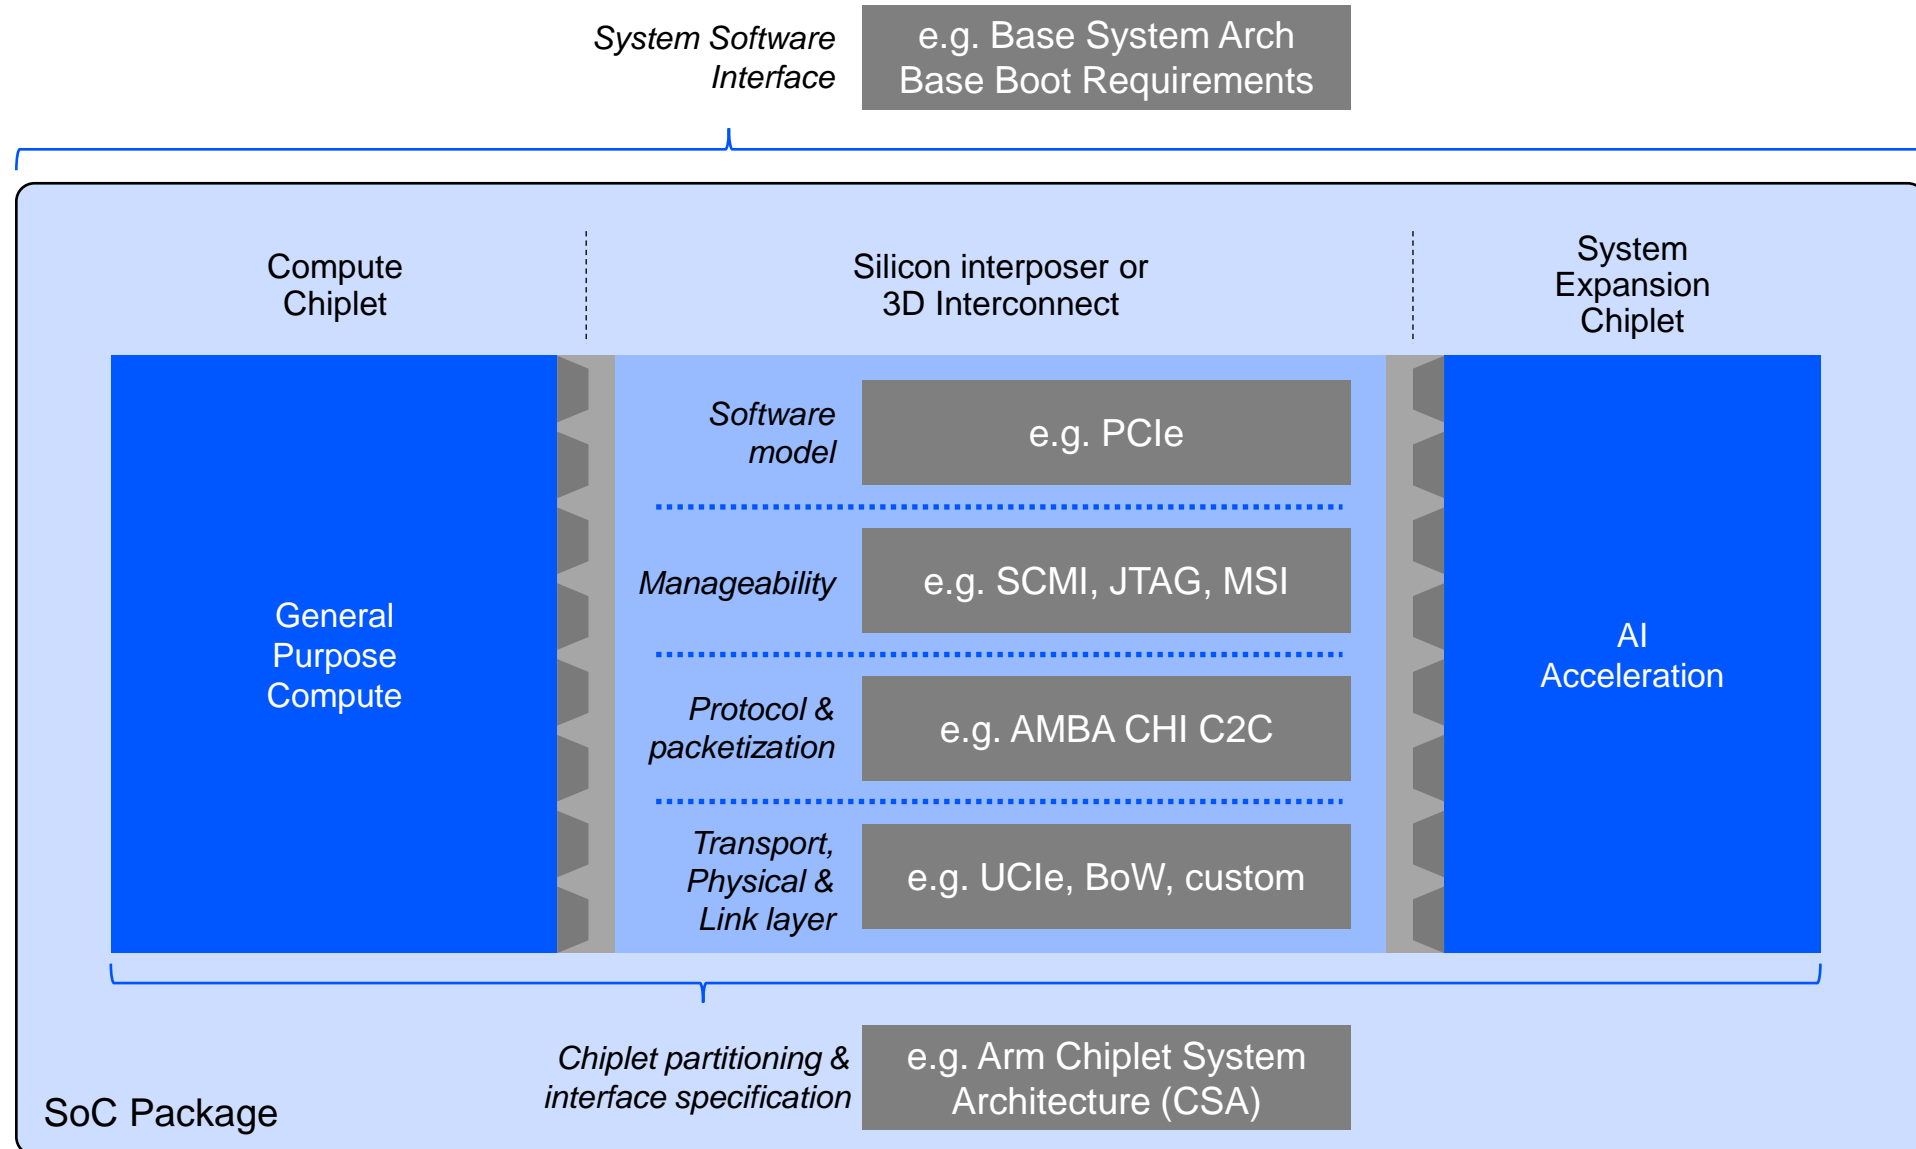 System Software
Interface
e.g. Base System Arch
Base Boot Requirements
Compute
Chiplet
Silicon interposer or
3D Interconnect
System
Expansion
Chiplet
General
Purpose
Compute
Software
model
e.g. PCIe
Manageability
e.g. SCMI, JTAG, MSI
Protocol &
packetization
e.g. AMBA CHI C2C
Transport,
Physical &
Link layer
e.g. UCIe, BoW, custom
AI
Acceleration
Chiplet partitioning &
interface specification
e.g. Arm Chiplet System
Architecture (CSA)
SoC Package